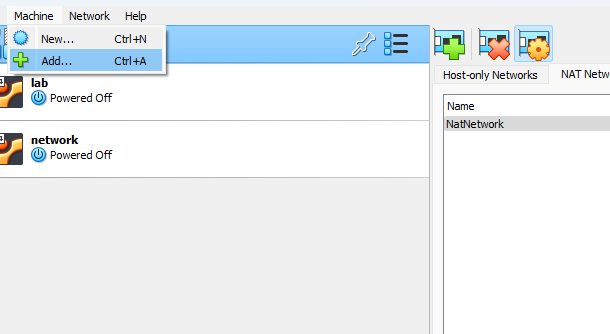 Machine Network Help
New... Ctrl+N
Add... Ctrl+A
lab
Powered Off
network
Powered Off
Host-only Networks NAT Netw
Name
NatNetwork